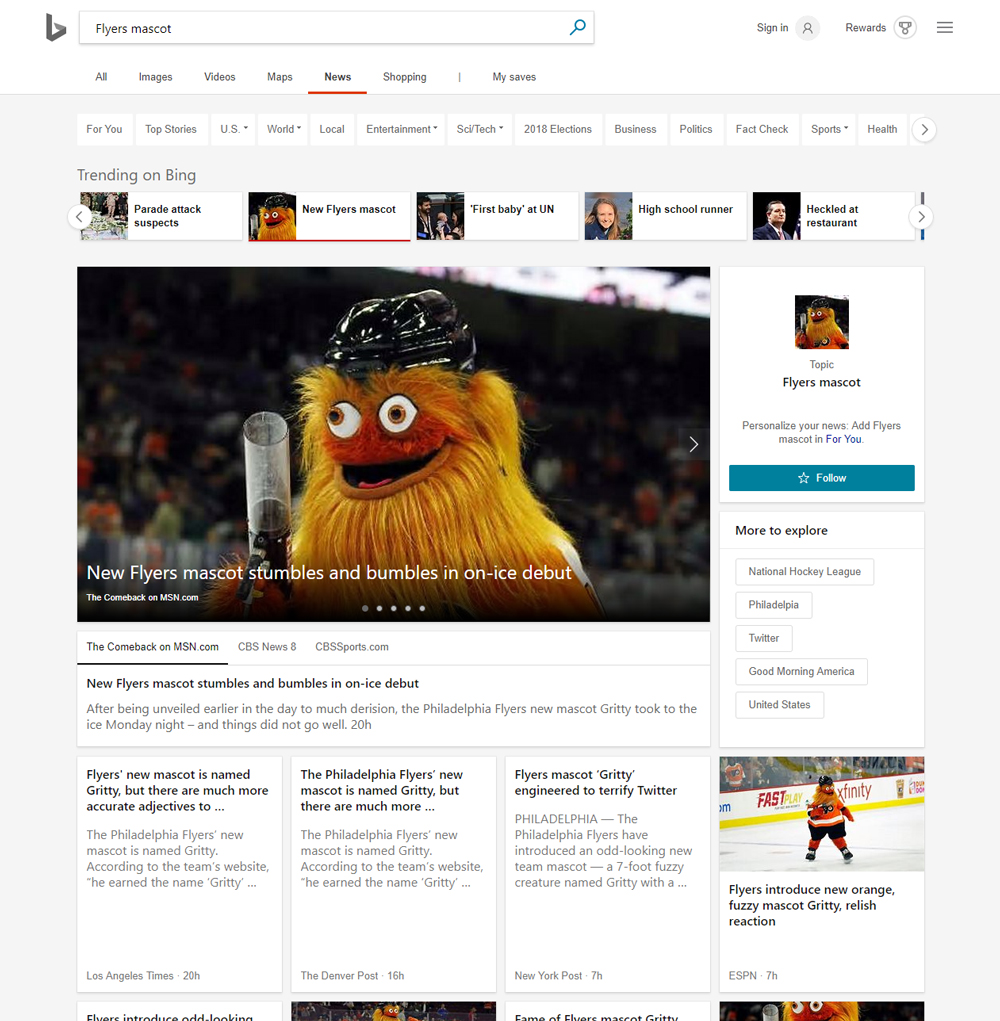 Flyers mascot
Sign in
Rewards
All Images Videos Maps News Shopping | My saves
For You Top Stories U.S. World Local Entertainment Sci/Tech 2018 Elections Business Politics Fact Check Sports Health
Trending on Bing
Parade attack
suspects
New Flyers mascot
'First baby' at UN
High school runner
Heckled at
restaurant
New Flyers mascot stumbles and bumbles in on-ice debut
The Comeback on MSN.com
Topic
Flyers mascot
Personalize your news: Add Flyers
mascot in For You.
Follow
More to explore
National Hockey League
Philadelpia
Twitter
Good Morning America
United States
The Comeback on MSN.com CBS News 8 CBSSports.com
New Flyers mascot stumbles and bumbles in on-ice debut
After being unveiled earlier in the day to much derision, the Philadelphia Flyers new mascot Gritty took to the
ice Monday night – and things did not go well. 20h
Flyers' new mascot is named
Gritty, but there are much more
accurate adjectives to ...
The Philadelphia Flyers’ new
mascot is named Gritty.
According to the team’s website,
“he earned the name ‘Gritty’ ...
Los Angeles Times · 20h
The Philadelphia Flyers’ new
mascot is named Gritty, but
there are much more ...
The Philadelphia Flyers’ new
mascot is named Gritty.
According to the team’s website,
“he earned the name ‘Gritty’ ...
The Denver Post · 16h
Flyers mascot ‘Gritty’
engineered to terrify Twitter
PHILADELPHIA — The
Philadelphia Flyers have
introduced an odd-looking new
team mascot — a 7-foot fuzzy
creature named Gritty with a ...
New York Post · 7h
FAST PLAY
xfinity
Flyers introduce new orange,
fuzzy mascot Gritty, relish
reaction
ESPN · 7h
Flyers introduce odd-looking
Fame of Flyers mascot Gritty